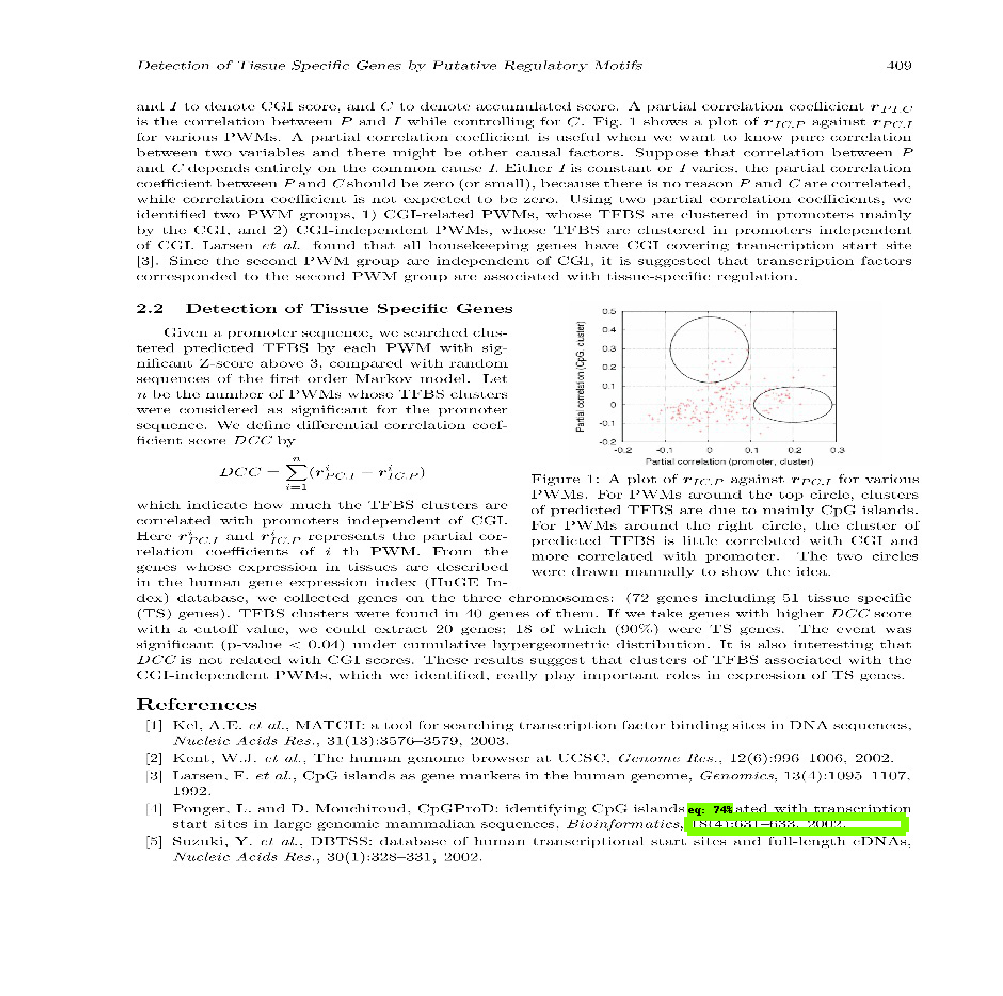 Detection of Tissue Specific Genes by Putative Regulatory Motifs 409
and I to denote CGI score, and C to denote accumulated score. A partial correlation coefficient r_{PI.C}
is the correlation between P and I while controlling for C. Fig. 1 shows a plot of r_{IC.P} against r_{PC.I}
for various PWMs. A partial correlation coefficient is useful when we want to know pure correlation
between two variables and there might be other causal factors. Suppose that correlation between P
and C depends entirely on the common cause I. Either I is constant or I varies, the partial correlation
coefficient between P and C should be zero (or small), because there is no reason P and C are correlated,
while correlation coefficient is not expected to be zero. Using two partial correlation coefficients, we
identified two PWM groups, 1) CGI-related PWMs, whose TFBS are clustered in promoters mainly
by the CGI, and 2) CGI-independent PWMs, whose TFBS are clustered in promoters independent
of CGI. Larsen et al. found that all housekeeping genes have CGI covering transcription start site
[3]. Since the second PWM group are independent of CGI, it is suggested that transcription factors
corresponded to the second PWM group are associated with tissue-specific regulation.
2.2 Detection of Tissue Specific Genes
Given a promoter sequence, we searched clus-
tered predicted TFBS by each PWM with sig-
nificant Z-score above 3, compared with random
sequences of the first order Markov model. Let
n be the number of PWMs whose TFBS clusters
were considered as significant for the promoter
sequence. We define differential correlation coef-
ficient score DCC by
DCC = \sum_{i=1}^{n} (r^i_{PC.I} − r^i_{IC.P})
which indicate how much the TFBS clusters are
correlated with promoters independent of CGI.
Here r^i_{PC.I} and r^i_{IC.P} represents the partial cor-
relation coefficients of i th PWM. From the
genes whose expression in tissues are described
in the human gene expression index (HuGE In-
0.5
0.4
0.3
0.2
0.1
0
-0.1
-0.2
-0.2 -0.1 0 0.1 0.2 0.3
Partial correlation (CpG, cluster)
Partial correlation (promoter, cluster)
Figure 1: A plot of r_{IC.P} against r_{PC.I} for various
PWMs. For PWMs around the top circle, clusters
of predicted TFBS are due to mainly CpG islands.
For PWMs around the right circle, the cluster of
predicted TFBS is little correlated with CGI and
more correlated with promoter. The two circles
were drawn manually to show the idea.
dex) database, we collected genes on the three chromosomes: 472 genes including 51 tissue specific
(TS) genes). TFBS clusters were found in 40 genes of them. If we take genes with higher DCC score
with a cutoff value, we could extract 20 genes; 18 of which (90%) were TS genes. The event was
significant (p-value < 0.04) under cumulative hypergeometric distribution. It is also interesting that
DCC is not related with CGI scores. These results suggest that clusters of TFBS associated with the
CGI-independent PWMs, which we identified, really play important roles in expression of TS genes.
References
[1] Kel, A.E. et al., MATCH: a tool for searching transcription factor binding sites in DNA sequences,
Nucleic Acids Res., 31(13):3576–3579, 2003.
[2] Kent, W.J. et al., The human genome browser at UCSC, Genome Res., 12(6):996–1006, 2002.
[3] Larsen, F. et al., CpG islands as gene markers in the human genome, Genomics, 13(4):1095–1107,
1992.
[4] Ponger, L. and D. Mouchiroud, CpGProD: identifying CpG islands eq: 74% ated with transcription
start sites in large genomic mammalian sequences, Bioinformatics, 18(4):631–633, 2002.
[5] Suzuki, Y. et al., DBTSS: database of human transcriptional start sites and full-length cDNAs,
Nucleic Acids Res., 30(1):328–331, 2002.